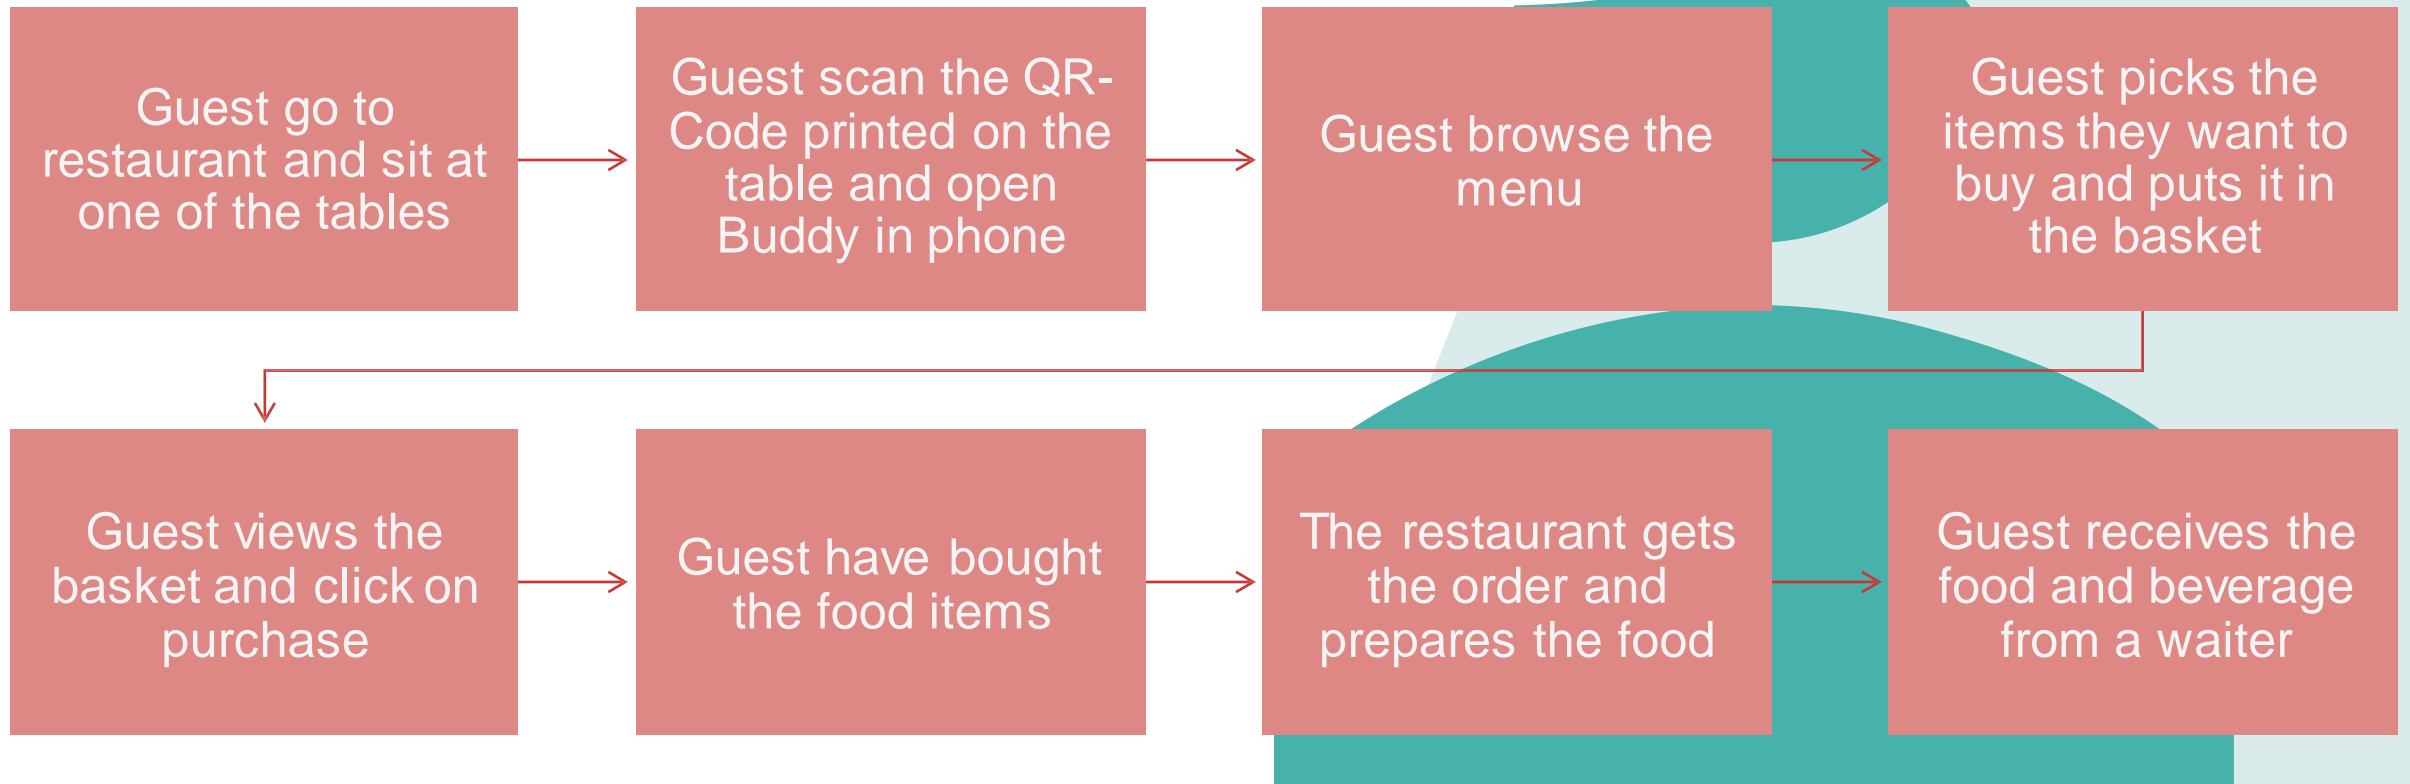 Guest go to
restaurant and sit at
one of the tables
Guest scan the QR-
Code printed on the
table and open
Buddy in phone
Guest browse the
menu
Guest picks the
items they want to
buy and puts it in
the basket
Guest views the
basket and click on
purchase
Guest have bought
the food items
The restaurant gets
the order and
prepares the food
Guest receives the
food and beverage
from a waiter